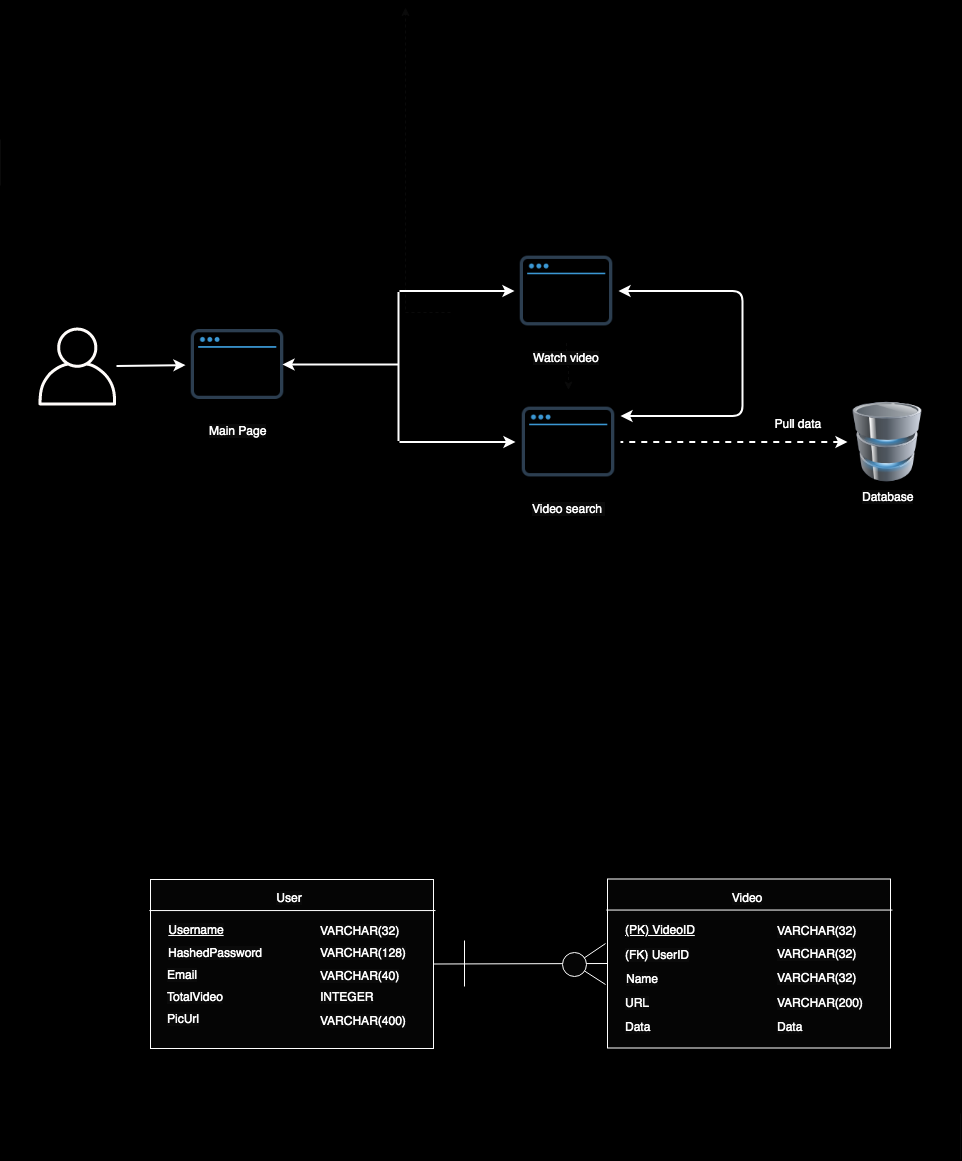 Watch video
Main Page
Pull data
Database
Video search
User
Username VARCHAR(32)
HashedPassword VARCHAR(128)
Email VARCHAR(40)
TotalVideo INTEGER
PicUrl VARCHAR(400)
Video
(PK) VideoID VARCHAR(32)
(FK) UserID VARCHAR(32)
Name VARCHAR(32)
URL VARCHAR(200)
Data Data